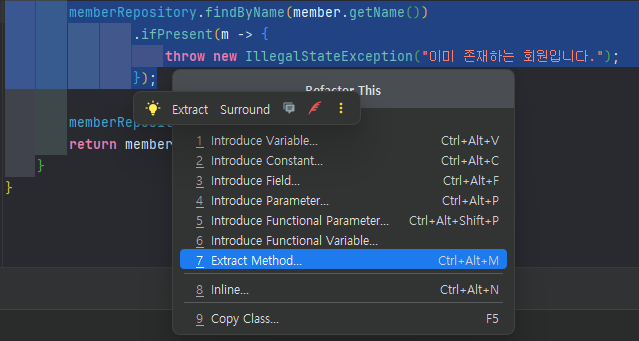 memberRepository.findByName(member.getName())
.ifPresent(m -> {
throw new IllegalStateException("이미 존재하는 회원입니다.");
});
Refactor This
Extract Surround
memberReposit
return member
}
}
1 Introduce Variable... Ctrl+Alt+V
2 Introduce Constant... Ctrl+Alt+C
3 Introduce Field... Ctrl+Alt+F
4 Introduce Parameter... Ctrl+Alt+P
5 Introduce Functional Parameter... Ctrl+Alt+Shift+P
6 Introduce Functional Variable...
7 Extract Method... Ctrl+Alt+M
8 Inline... Ctrl+Alt+N
9 Copy Class... F5